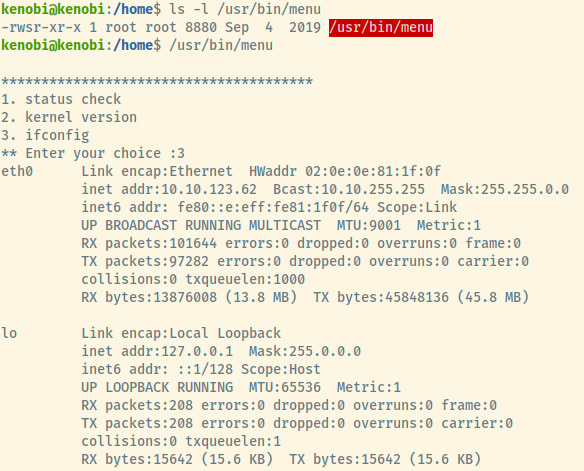 kenobi@kenobi:/home$ ls -l /usr/bin/menu
-rwsr-xr-x 1 root root 8880 Sep  4  2019 /usr/bin/menu
kenobi@kenobi:/home$ /usr/bin/menu
***************************************
1. status check
2. kernel version
3. ifconfig
** Enter your choice :3
eth0      Link encap:Ethernet  HWaddr 02:0e:0e:81:1f:0f
          inet addr:10.10.123.62  Bcast:10.10.255.255  Mask:255.255.0.0
          inet6 addr: fe80::e:eff:fe81:1f0f/64 Scope:Link
          UP BROADCAST RUNNING MULTICAST  MTU:9001  Metric:1
          RX packets:101644 errors:0 dropped:0 overruns:0 frame:0
          TX packets:97282 errors:0 dropped:0 overruns:0 carrier:0
          collisions:0 txqueuelen:1000
          RX bytes:13876008 (13.8 MB)  TX bytes:45848136 (45.8 MB)
lo        Link encap:Local Loopback
          inet addr:127.0.0.1  Mask:255.0.0.0
          inet6 addr: ::1/128 Scope:Host
          UP LOOPBACK RUNNING  MTU:65536  Metric:1
          RX packets:208 errors:0 dropped:0 overruns:0 frame:0
          TX packets:208 errors:0 dropped:0 overruns:0 carrier:0
          collisions:0 txqueuelen:1
          RX bytes:15642 (15.6 KB)  TX bytes:15642 (15.6 KB)